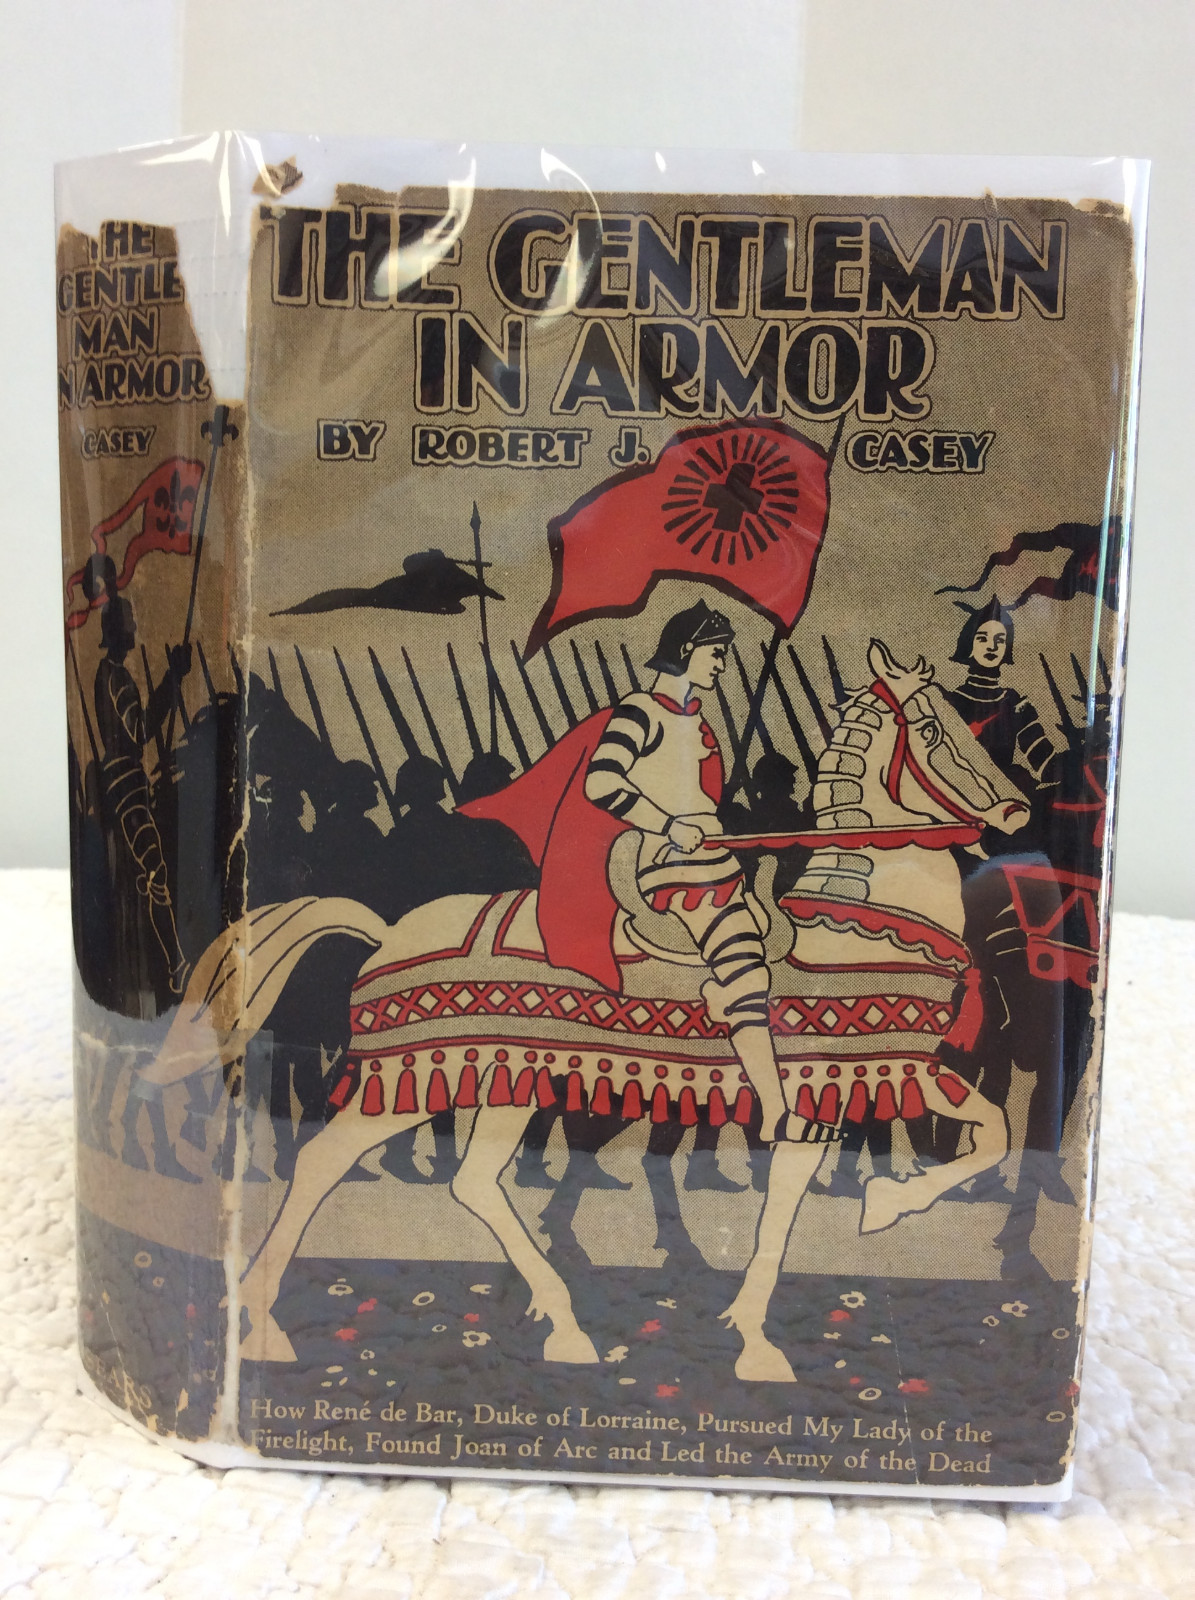 THE
GENTLE
MAN
IN ARMOR
CASEY
SEARS
THE GENTLEMAN
IN ARMOR
BY ROBERT J. CASEY
How René de Bar, Duke of Lorraine, Pursued My Lady of the
Firelight, Found Joan of Arc and Led the Army of the Dead